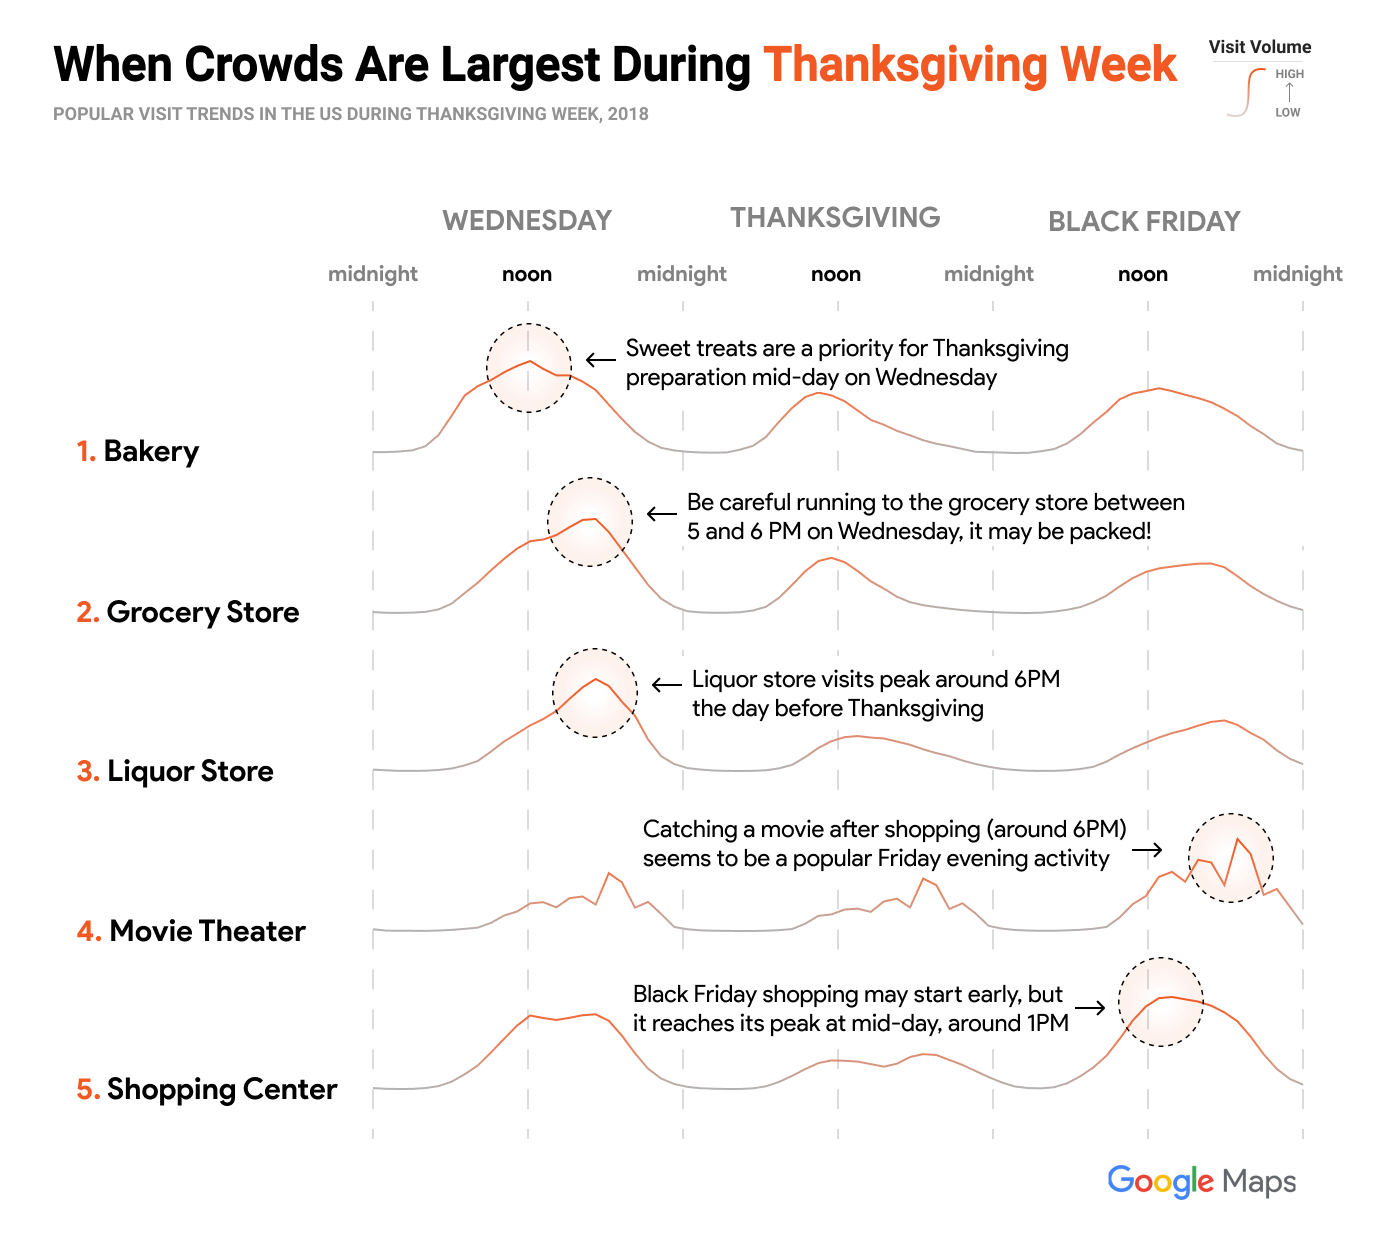 When Crowds Are Largest During Thanksgiving Week
POPULAR VISIT TRENDS IN THE US DURING THANKSGIVING WEEK, 2018
Visit Volume
HIGH
LOW
WEDNESDAY THANKSGIVING BLACK FRIDAY
midnight noon midnight noon midnight noon midnight
Sweet treats are a priority for Thanksgiving
preparation mid-day on Wednesday
1. Bakery
Be careful running to the grocery store between
5 and 6 PM on Wednesday, it may be packed!
2. Grocery Store
Liquor store visits peak around 6PM
the day before Thanksgiving
3. Liquor Store
Catching a movie after shopping (around 6PM)
seems to be a popular Friday evening activity
4. Movie Theater
Black Friday shopping may start early, but
it reaches its peak at mid-day, around 1PM
5. Shopping Center
Google Maps